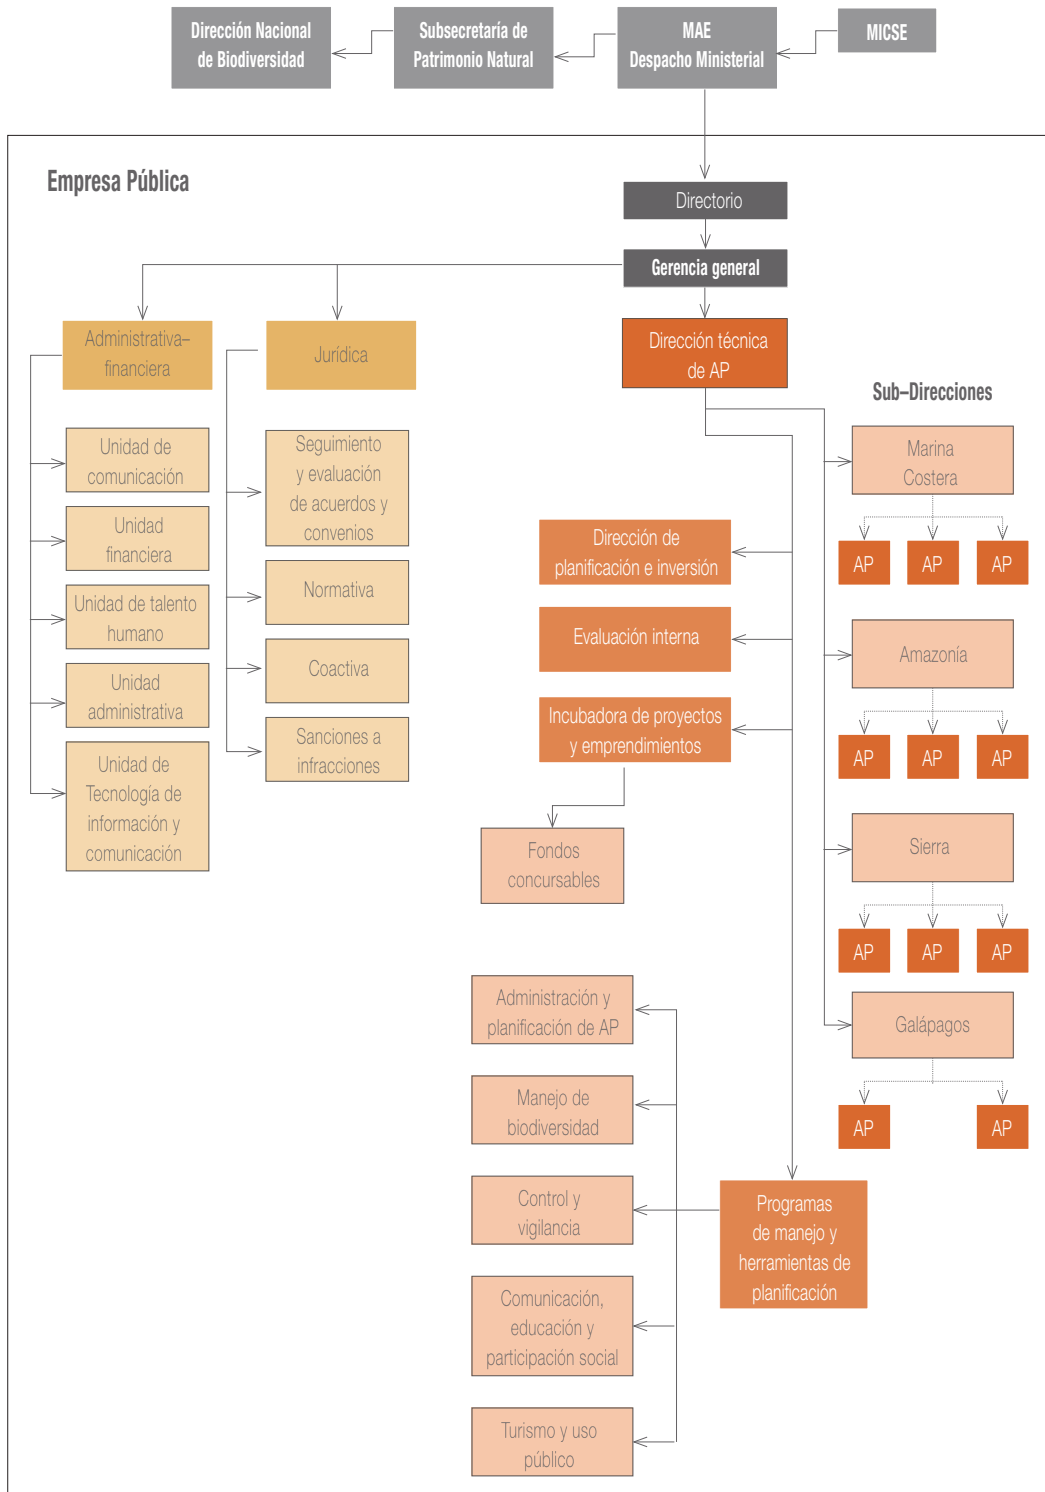 Dirección Nacional
de Biodiversidad
Subsecretaría de
Patrimonio Natural
MAE
Despacho Ministerial
MICSE
Empresa Pública
Directorio
Gerencia general
Administrativa–
financiera
Jurídica
Dirección técnica
de AP
Sub–Direcciones
Unidad de
comunicación
Unidad
financiera
Unidad de talento
humano
Unidad
administrativa
Unidad de
Tecnología de
información y
comunicación
Seguimiento
y evaluación
de acuerdos y
convenios
Normativa
Coactiva
Sanciones a
infracciones
Dirección de
planificación e inversión
Evaluación interna
Incubadora de proyectos
y emprendimientos
Fondos
concursables
Marina
Costera
AP
AP
AP
Amazonía
AP
AP
AP
Sierra
AP
AP
AP
Galápagos
AP
AP
Administración y
planificación de AP
Manejo de
biodiversidad
Control y
vigilancia
Comunicación,
educación y
participación social
Turismo y uso
público
Programas
de manejo y
herramientas de
planificación